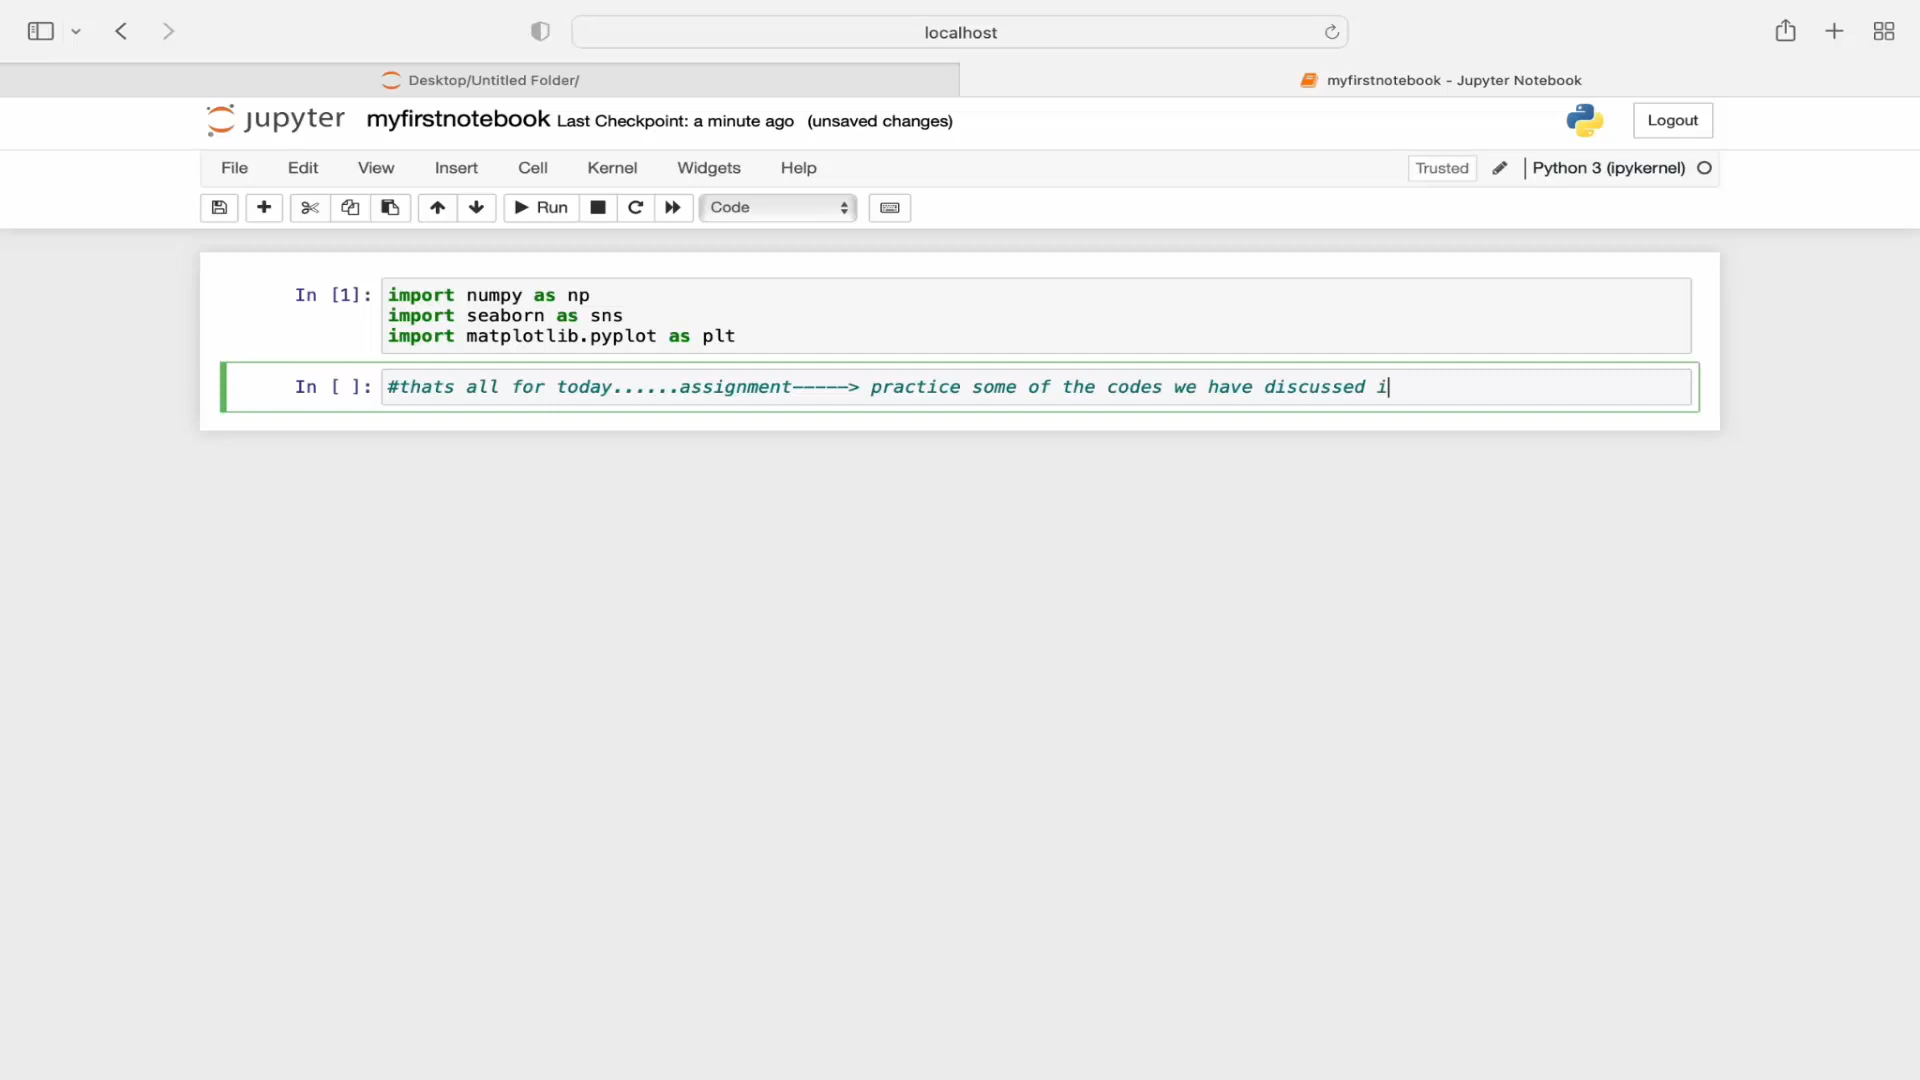 localhost
Desktop/Untitled Folder/
myfirstnotebook - Jupyter Notebook
jupyter myfirstnotebook Last Checkpoint: a minute ago (unsaved changes)
Logout
File Edit View Insert Cell Kernel Widgets Help
Trusted
Python 3 (ipykernel)
Run
Code
In [1]: import numpy as np
import seaborn as sns
import matplotlib.pyplot as plt
In [ ]: #thats all for today......assignment-----> practice some of the codes we have discussed i